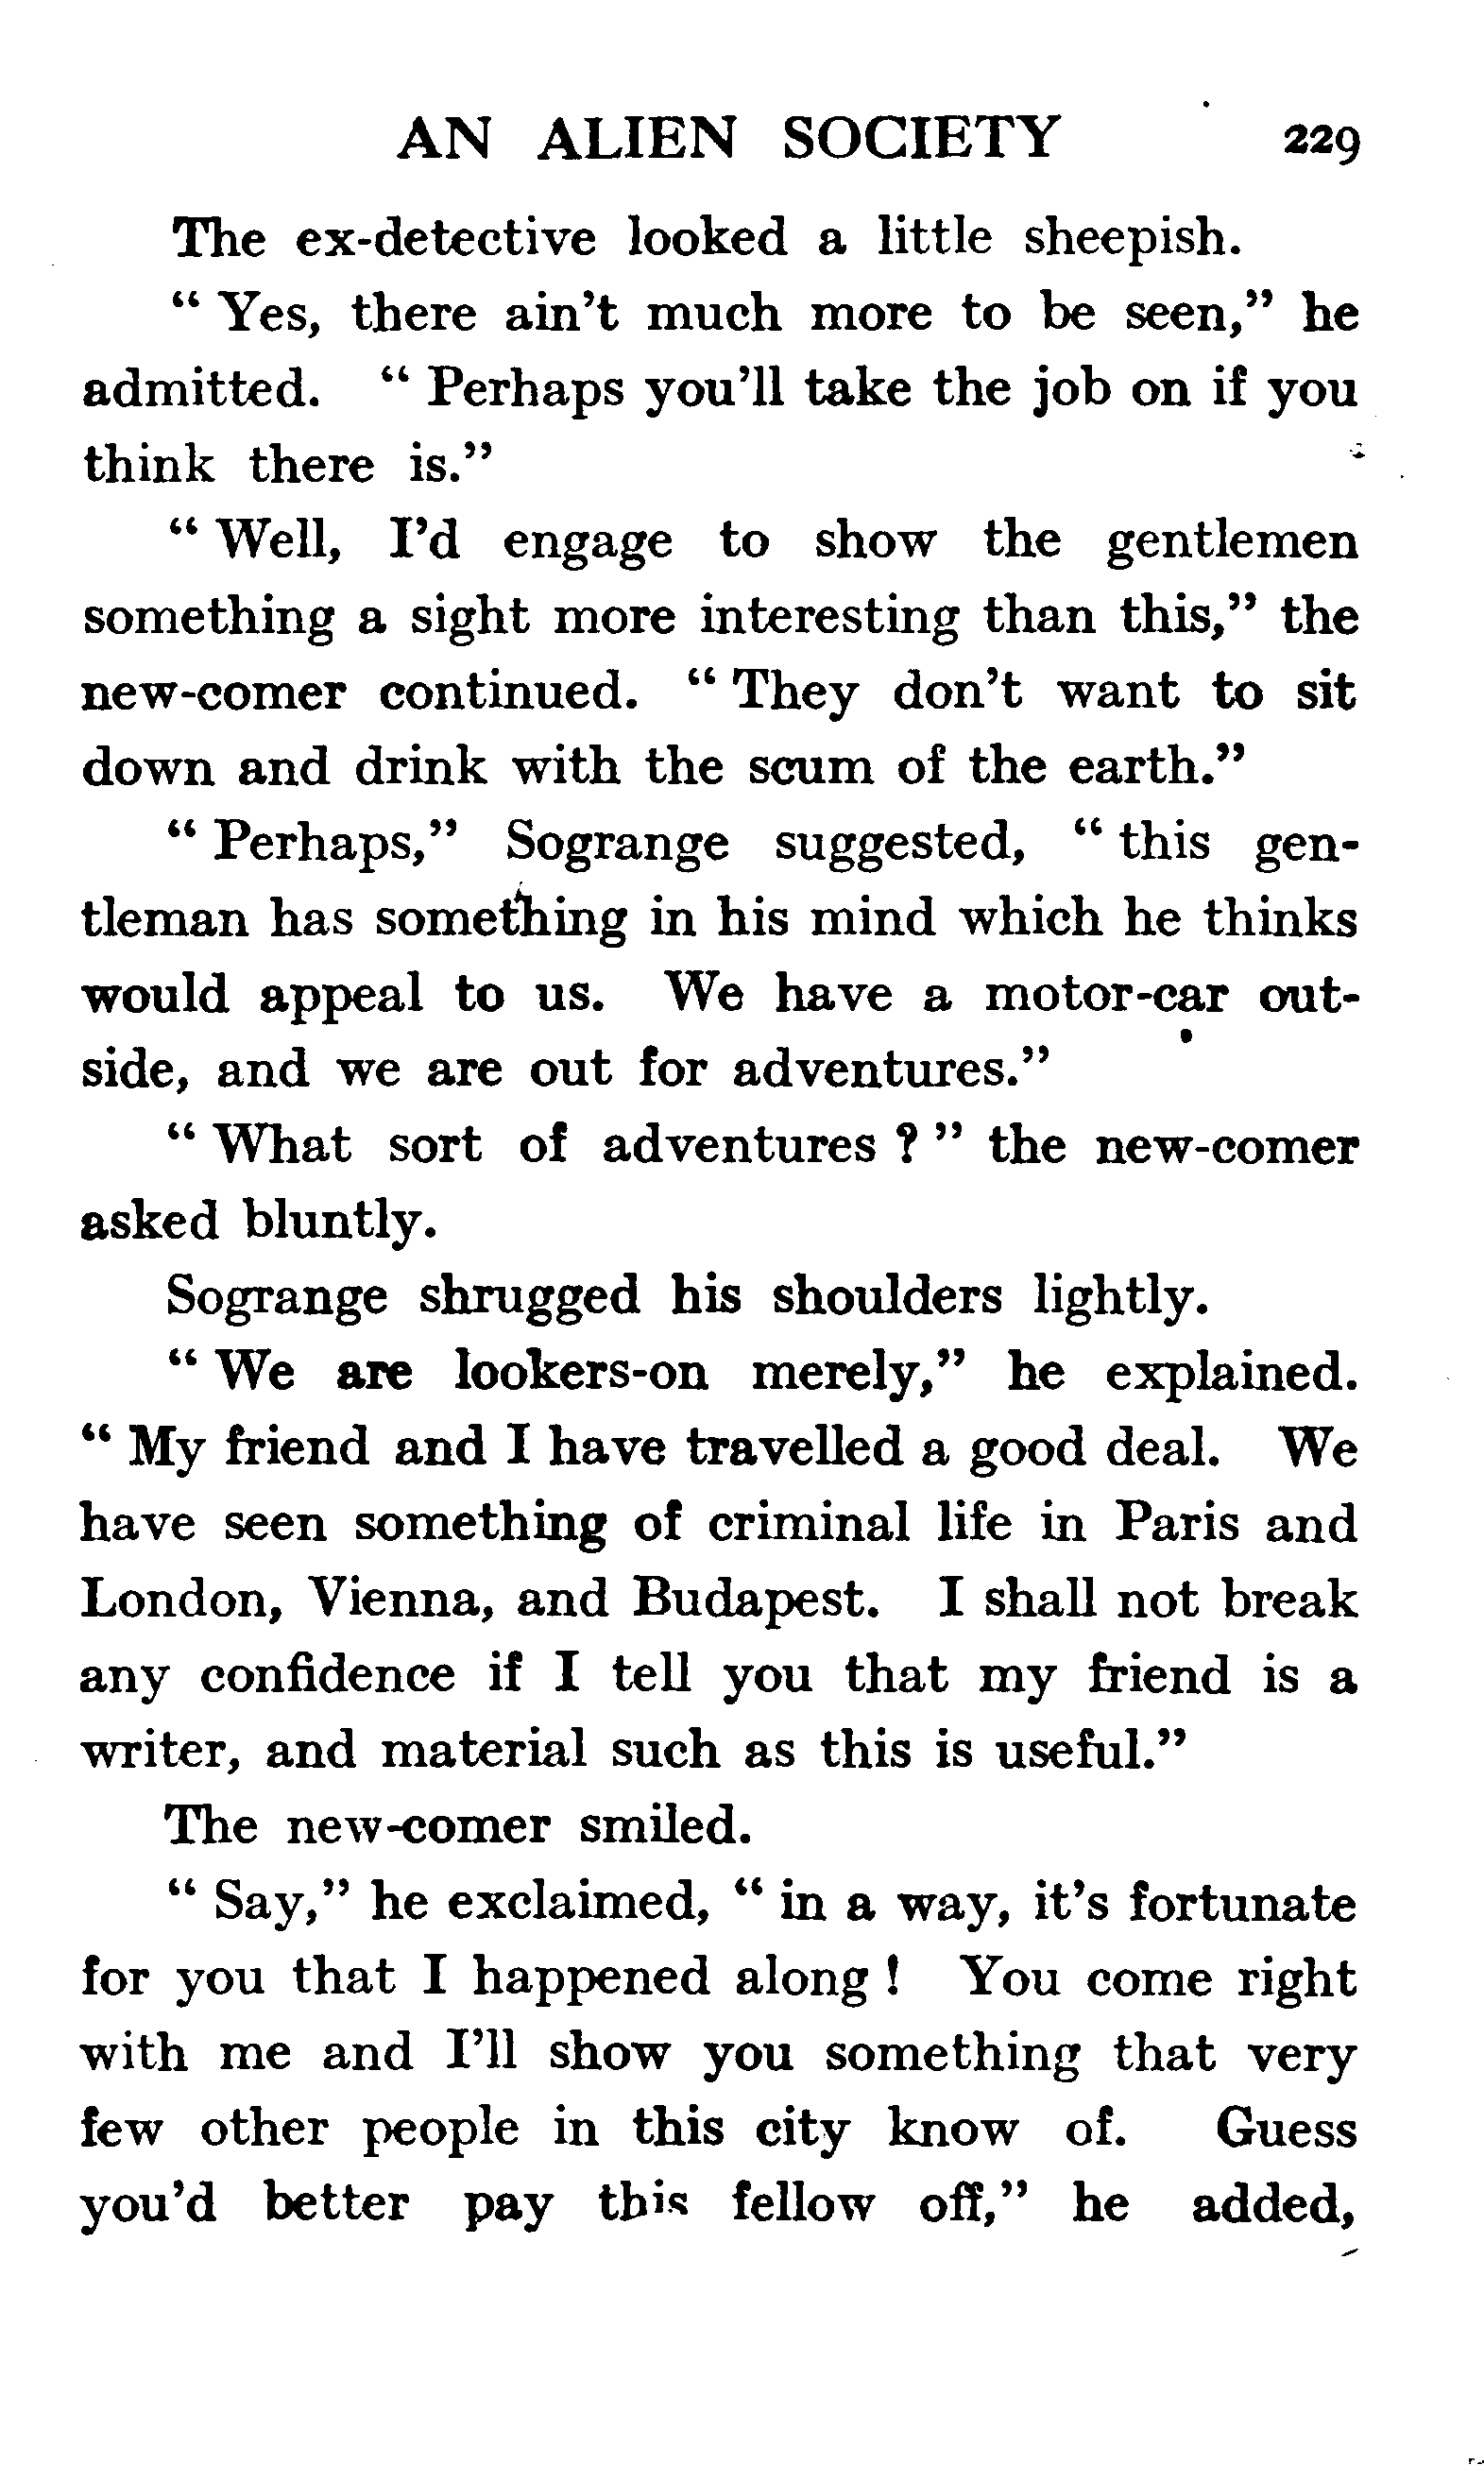 AN ALIEN SOCIETY 229
The ex-detective looked a little sheepish.
“ Yes, there ain’t much more to be seen,” he
admitted. “ Perhaps you’ll take the job on if you
think there is.”
“ Well, I’d engage to show the gentlemen
something a sight more interesting than this,” the
new-comer continued. “ They don’t want to sit
down and drink with the scum of the earth.”
“ Perhaps,” Sogrange suggested, “ this gen-
tleman has something in his mind which he thinks
would appeal to us. We have a motor-car out-
side, and we are out for adventures.”
“ What sort of adventures ? ” the new-comer
asked bluntly.
Sogrange shrugged his shoulders lightly.
“ We are lookers-on merely,” he explained.
“ My friend and I have travelled a good deal. We
have seen something of criminal life in Paris and
London, Vienna, and Budapest. I shall not break
any confidence if I tell you that my friend is a
writer, and material such as this is useful.”
The new-comer smiled.
“ Say,” he exclaimed, “ in a way, it’s fortunate
for you that I happened along ! You come right
with me and I’ll show you something that very
few other people in this city know of. Guess
you’d better pay this fellow off,” he added,